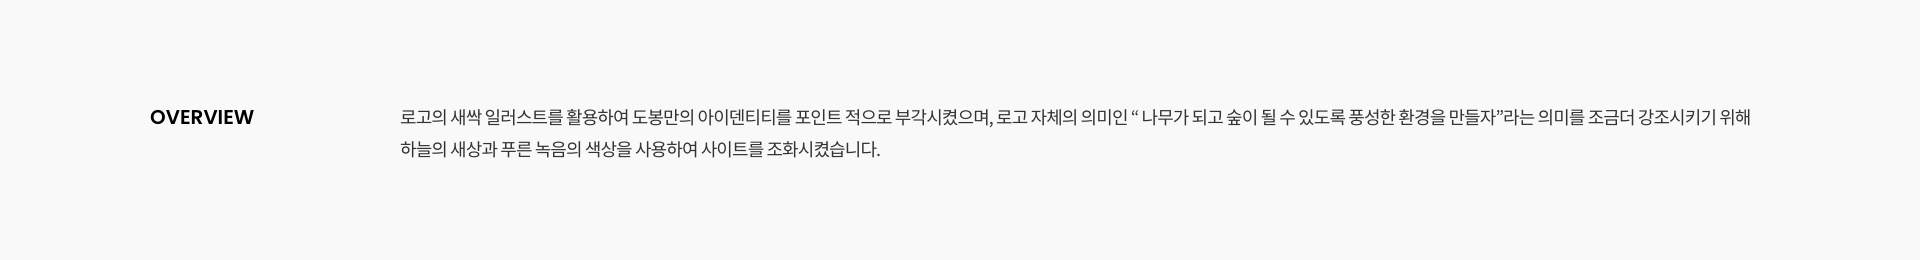 OVERVIEW
로고의 새싹 일러스트를 활용하여 도봉만의 아이덴티티를 포인트 적으로 부각시켰으며, 로고 자체의 의미인 “ 나무가 되고 숲이 될 수 있도록 풍성한 환경을 만들자”라는 의미를 조금더 강조시키기 위해
하늘의 새상과 푸른 녹음의 색상을 사용하여 사이트를 조화시켰습니다.